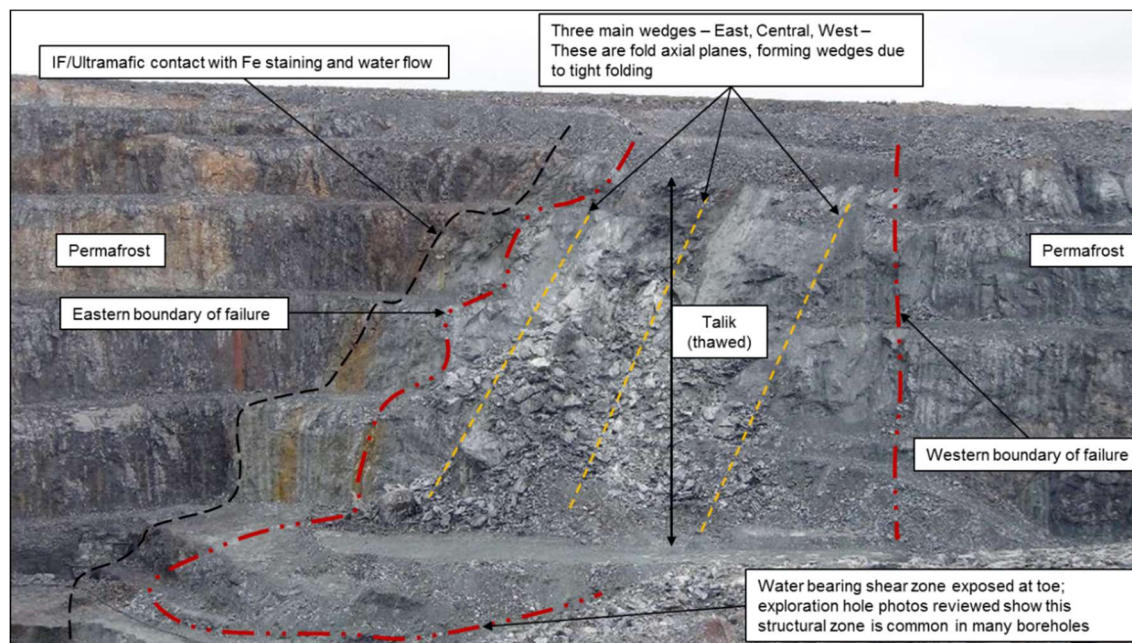 Three main wedges – East, Central, West –
These are fold axial planes, forming wedges due
to tight folding
IF/Ultramafic contact with Fe staining and water flow
Permafrost
Permafrost
Eastern boundary of failure
Talik
(thawed)
Western boundary of failure
Water bearing shear zone exposed at toe;
exploration hole photos reviewed show this
structural zone is common in many boreholes